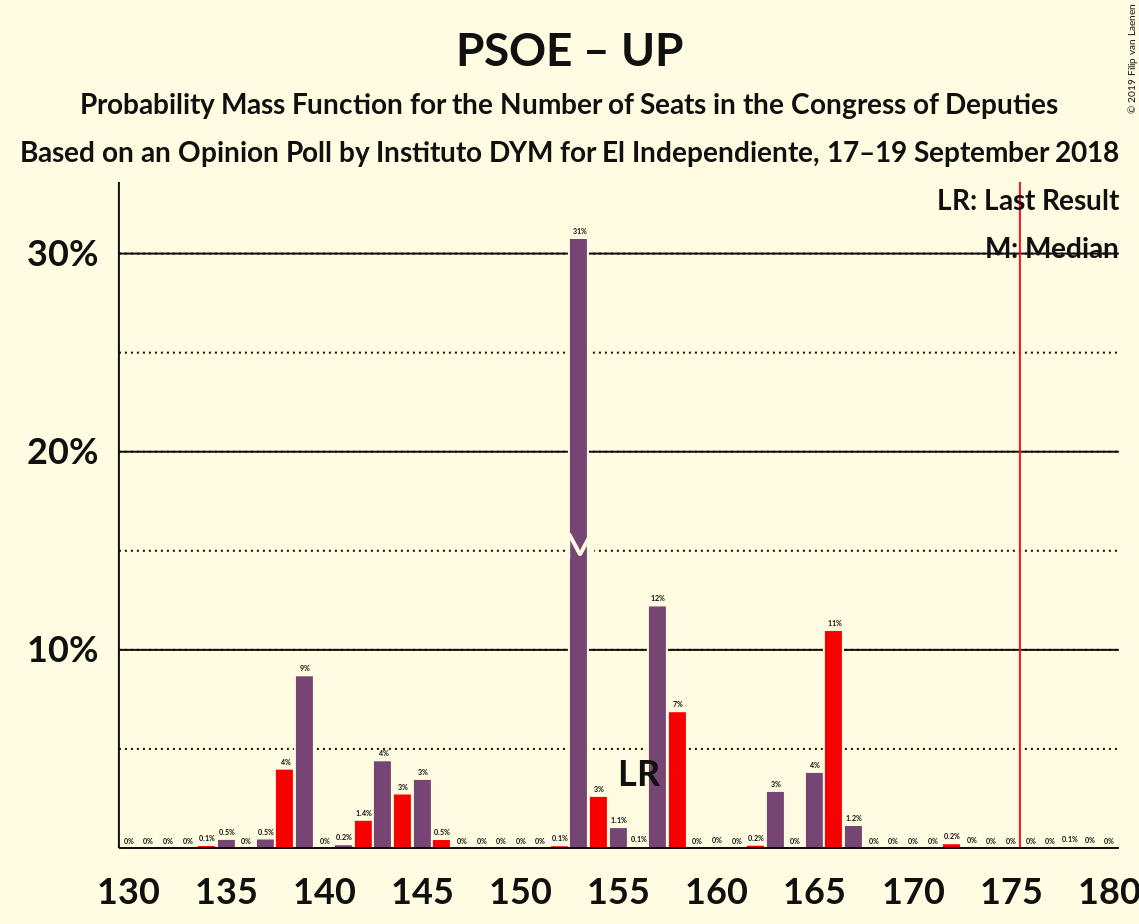 PSOE – UP
Probability Mass Function for the Number of Seats in the Congress of Deputies
Based on an Opinion Poll by Instituto DYM for El Independiente, 17–19 September 2018
© 2019 Filip van Laenen
LR: Last Result
M: Median
30%
20%
10%
0% 0% 0% 0% 0.1% 0.5% 0% 0.5% 4% 9% 0% 0.2% 1.4% 4% 3% 3% 0.5% 0% 0% 0% 0% 0% 0.1% 31% 3% 1.1% 0.1% 12% 7% 0% 0% 0% 0.2% 3% 0% 4% 11% 1.2% 0% 0% 0% 0% 0.2% 0% 0% 0% 0% 0% 0.1% 0% 0%
M
LR
130 135 140 145 150 155 160 165 170 175 180